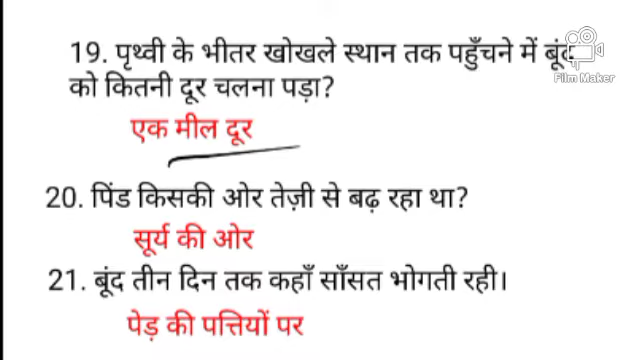 19. पृथ्वी के भीतर खोखले स्थान तक पहुँचने में बूंद
को कितनी दूर चलना पड़ा?
एक मील दूर
20. पिंड किसकी ओर तेज़ी से बढ़ रहा था?
सूर्य की ओर
21. बूंद तीन दिन तक कहाँ साँसत भोगती रही।
पेड़ की पत्तियों पर
Film Maker